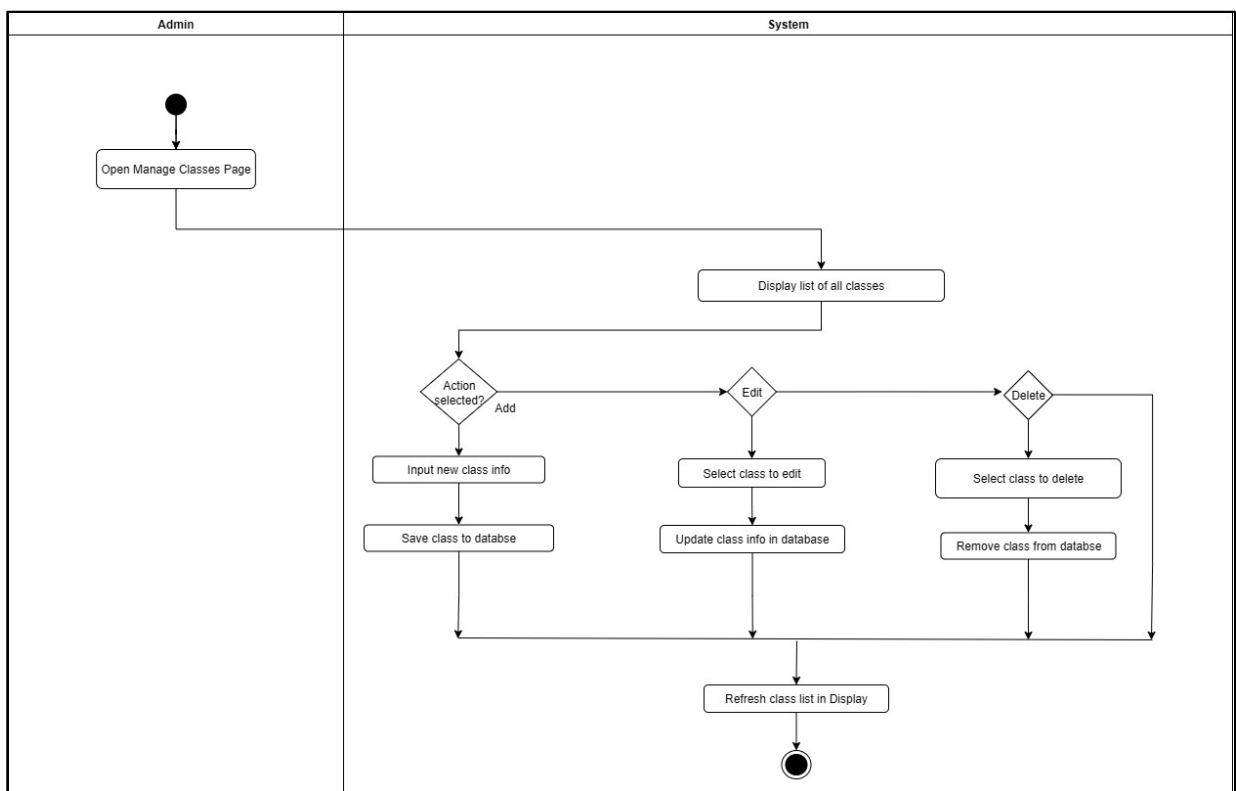 Admin
System
Open Manage Classes Page
Display list of all classes
Action
selected?
Add
Edit
Delete
Input new class info
Select class to edit
Select class to delete
Save class to databse
Update class info in database
Remove class from databse
Refresh class list in Display